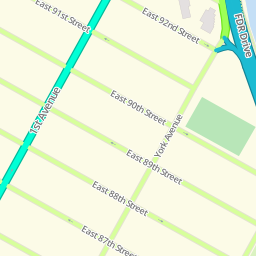 East 91st Street
East 92nd Street
FDR Drive
East 90th Street
1st Avenue
York Avenue
East 89th Street
East 88th Street
East 87th Street